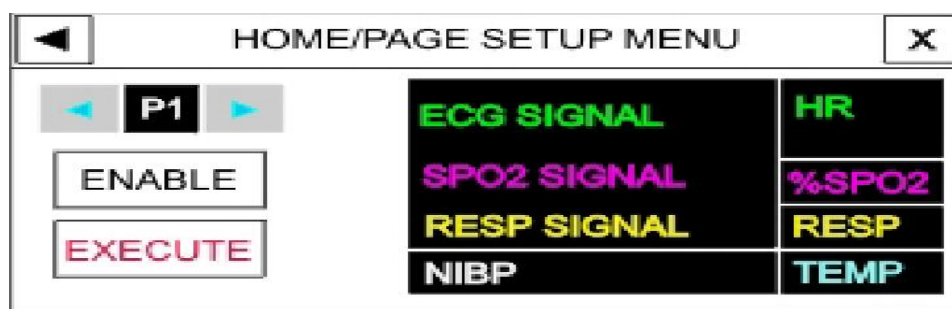 HOME/PAGE SETUP MENU X
P1
ENABLE
EXECUTE
ECG SIGNAL HR
SPO2 SIGNAL %SPO2
RESP SIGNAL RESP
NIBP TEMP